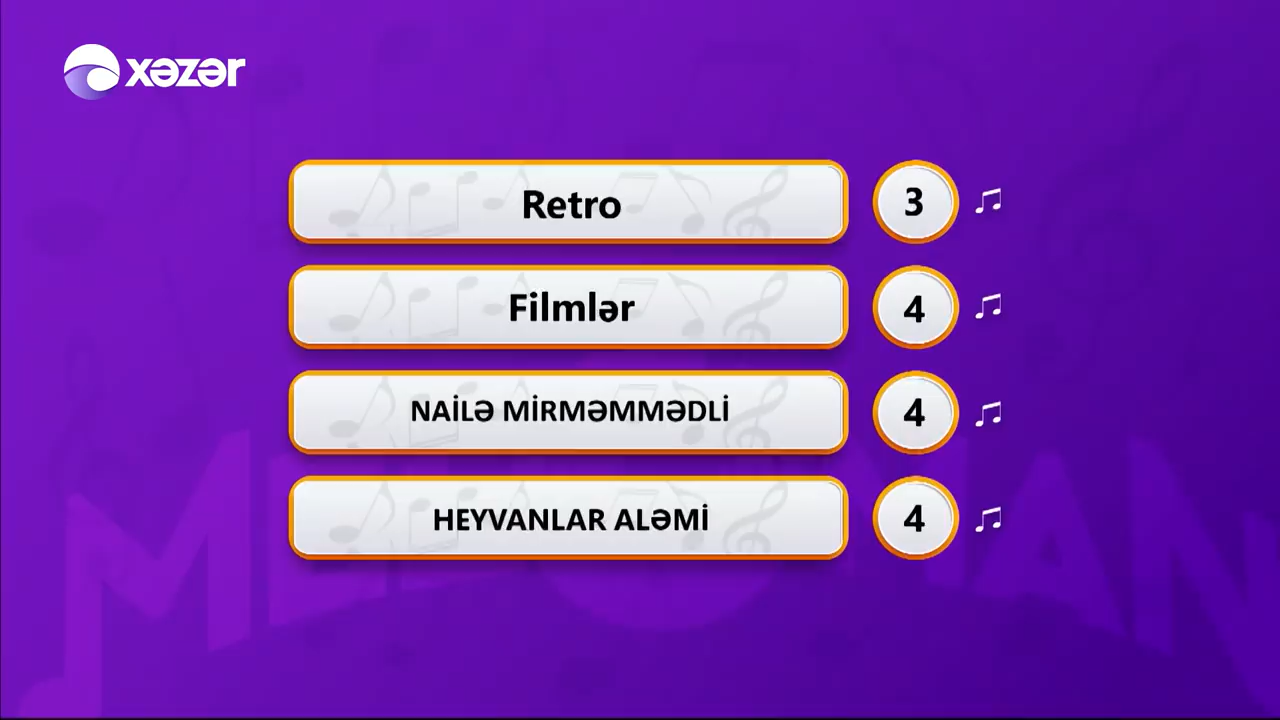 xəzər
Retro
3
Filmlər
4
NAİLƏ MİRMƏMMƏDLİ
4
HEYVANLAR ALƏMİ
4